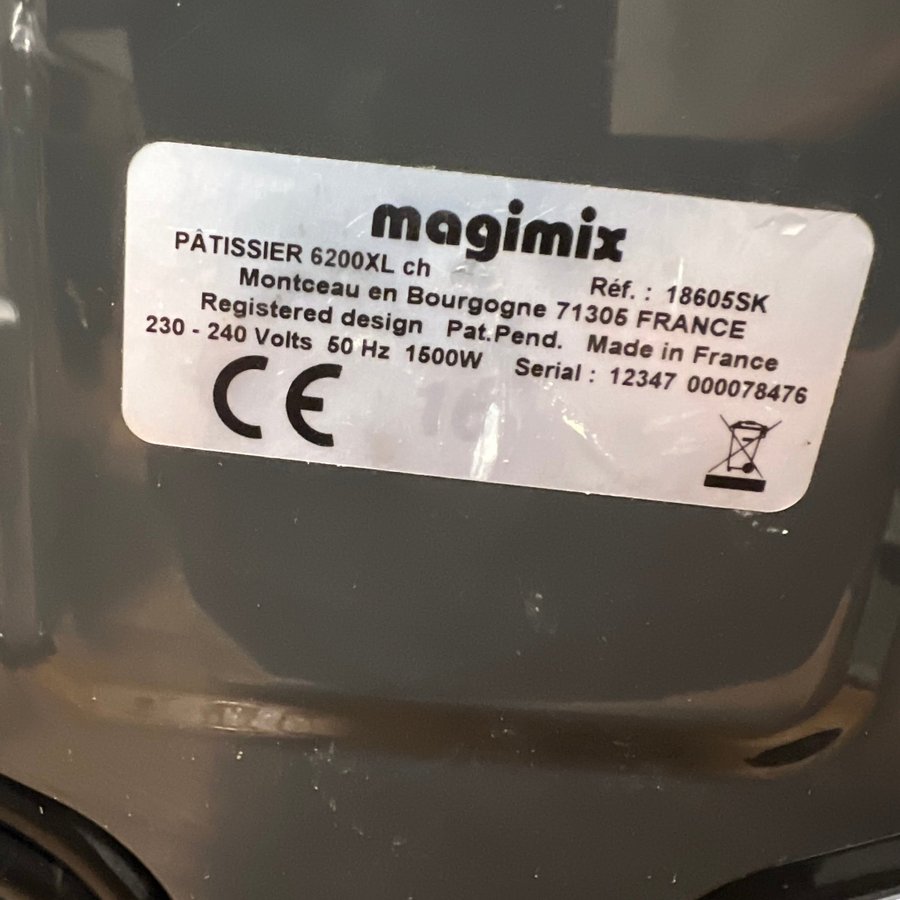 magimix
PÂTISSIER 6200XL ch Réf. : 18605SK
Montceau en Bourgogne 71305 FRANCE
Registered design Pat.Pend. Made in France
230 - 240 Volts 50 Hz 1500W Serial : 12347 000078476
CE